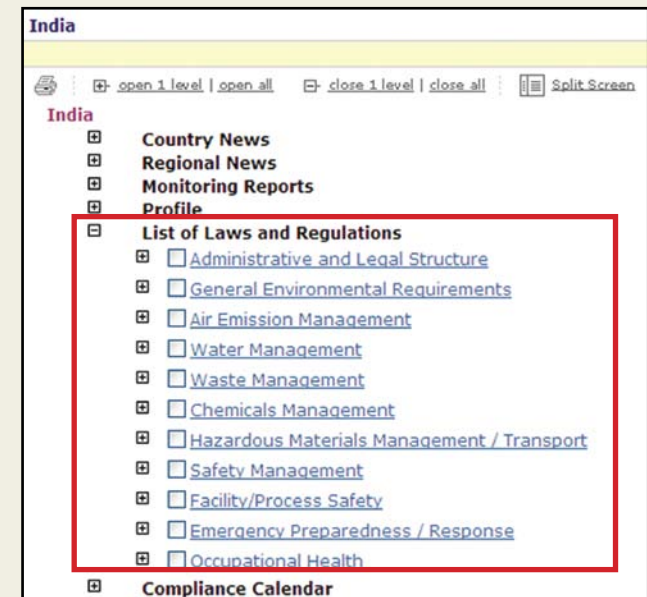 India
open 1 level | open all close 1 level | close all Split Screen
India
Country News
Regional News
Monitoring Reports
Profile
List of Laws and Regulations
Administrative and Legal Structure
General Environmental Requirements
Air Emission Management
Water Management
Waste Management
Chemicals Management
Hazardous Materials Management / Transport
Safety Management
Facility/Process Safety
Emergency Preparedness / Response
Occupational Health
Compliance Calendar